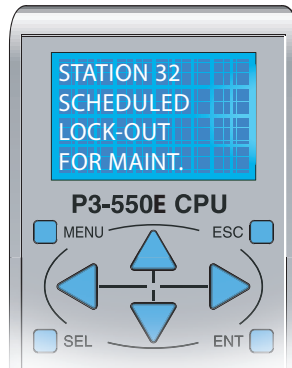 STATION 32
SCHEDULED
LOCK-OUT
FOR MAINT.
P3-550E CPU
MENU ESC
SEL ENT